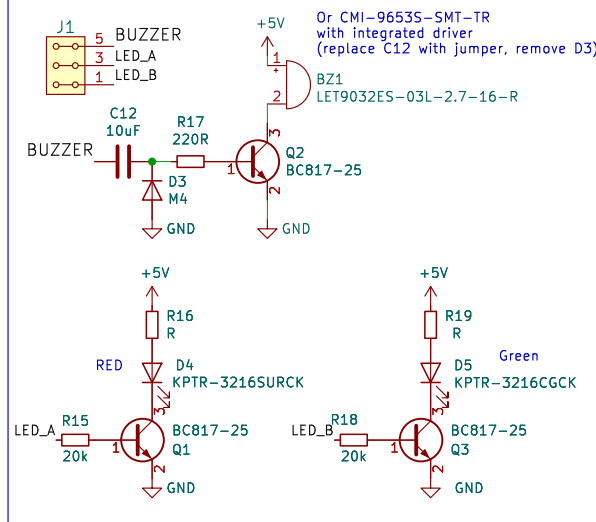 J1
5 BUZZER
3 LED_A
1 LED_B
+5V
Or CMI-9653S-SMT-TR
with integrated driver
(replace C12 with jumper, remove D3)
1
+
BZ1
2
LET9032ES-03L-2.7-16-R
C12
10uF
R17
220R
3
BUZZER
1
Q2
BC817-25
D3
M4
2
GND
GND
+5V
R16
R
RED
D4
KPTR-3216SURCK
3
LED_A
R15
20k
1
BC817-25
Q1
2
GND
+5V
R19
R
Green
D5
KPTR-3216CGCK
3
LED_B
R18
20k
1
BC817-25
Q3
2
GND